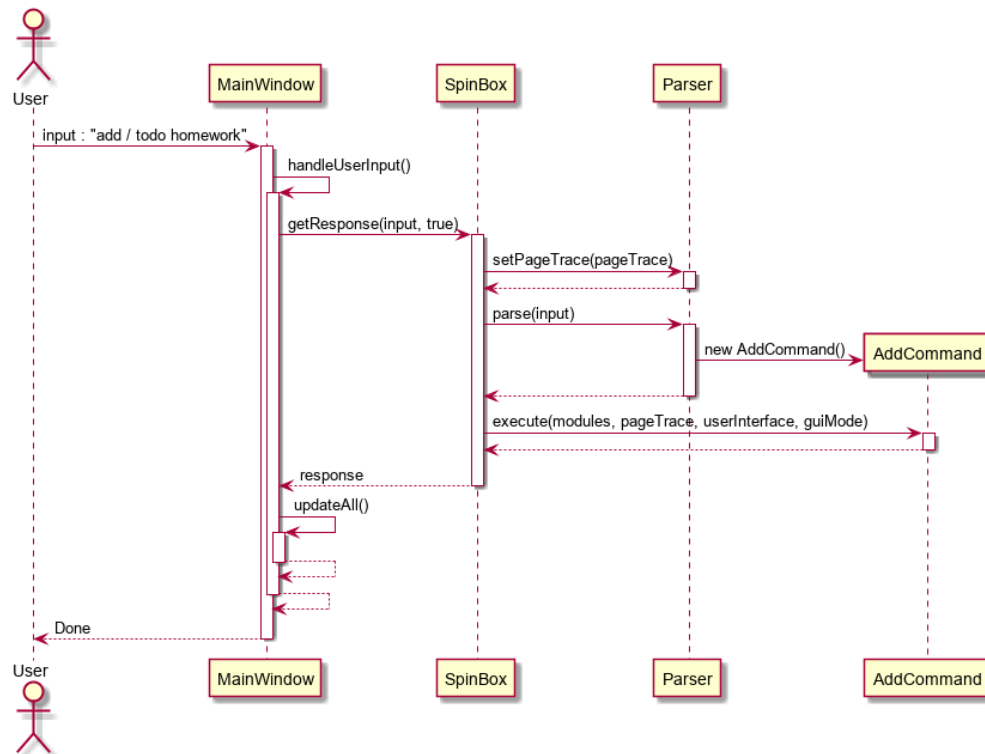 User
MainWindow
SpinBox
Parser
input : "add / todo homework"
handleUserInput()
getResponse(input, true)
setPageTrace(pageTrace)
parse(input)
new AddCommand()
AddCommand
execute(modules, pageTrace, userInterface, guiMode)
response
updateAll()
Done
User
MainWindow
SpinBox
Parser
AddCommand